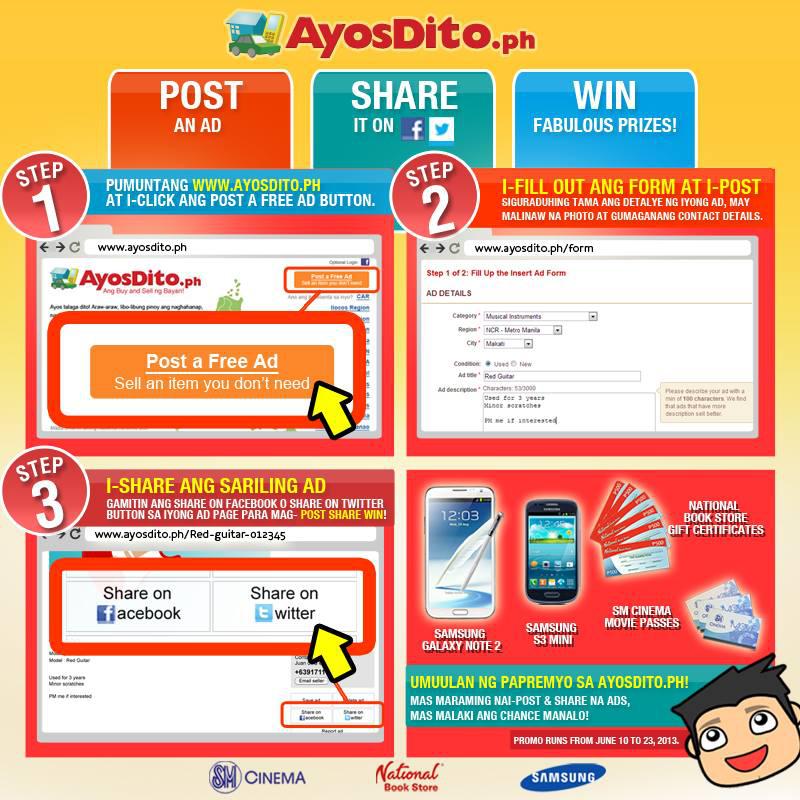 AyosDito.ph
POST
AN AD
SHARE
IT ON
WIN
FABULOUS PRIZES!
STEP
1
PUMUNTANG WWW.AYOSDITO.PH
AT I-CLICK ANG POST A FREE AD BUTTON.
www.ayosdito.ph
Optional Login:
AyosDito.ph
Ang Buy and Sell ng Bayan!
Post a Free Ad
Sell an item you don't need
Ayos talaga dito! Araw-araw, libo-libung pinoy ang naghahanap,
CAR
Ilocos Region
Post a Free Ad
Sell an item you don't need
STEP
2
I-FILL OUT ANG FORM AT I-POST
SIGURADUHING TAMA ANG DETALYE NG IYONG AD, MAY
MALINAW NA PHOTO AT GUMAGANANG CONTACT DETAILS.
www.ayosdito.ph/form
Step 1 of 2: Fill Up the Insert Ad Form
AD DETAILS
Category * Musical Instruments
Region * NCR - Metro Manila
City * Makati
Condition: Used New
Ad title * Red Guitar
Ad description * Characters: 53/3000
Used for 3 years
Minor scratches
PM me if interested
Please describe your ad with a
min of 100 characters. We find
that ads that have more
description sell better.
STEP
3
I-SHARE ANG SARILING AD
GAMITIN ANG SHARE ON FACEBOOK O SHARE ON TWITTER
BUTTON SA IYONG AD PAGE PARA MAG- POST SHARE WIN!
www.ayosdito.ph/Red-guitar-012345
Share on
facebook
Share on
twitter
Model : Red Guitar
Used for 3 years
Minor scratches
PM me if interested
+6391711
Email seller
Save ad
Share on
facebook
Share on
twitter
Report ad
12:03
NATIONAL
BOOK STORE
GIFT CERTIFICATES
P500
SM CINEMA
MOVIE PASSES
SAMSUNG
GALAXY NOTE 2
SAMSUNG
S3 MINI
UMUULAN NG PAPREMYO SA AYOSDITO.PH!
MAS MARAMING NAI-POST & SHARE NA ADS,
MAS MALAKI ANG CHANCE MANALO!
PROMO RUNS FROM JUNE 10 TO 23, 2013.
SM CINEMA
National
Book Store
SAMSUNG